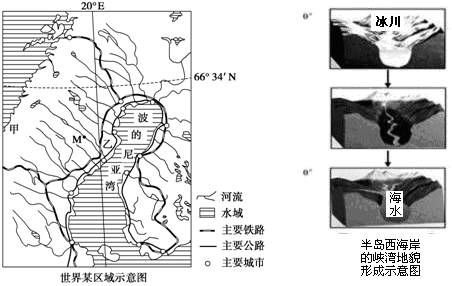 20° E
66° 34′ N
甲
M
乙
波
的
尼
亚
湾
河流
水域
主要铁路
主要公路
主要城市
世界某区域示意图
0°
冰川
0°
海
水
半岛西海岸
的峡湾地貌
形成示意图